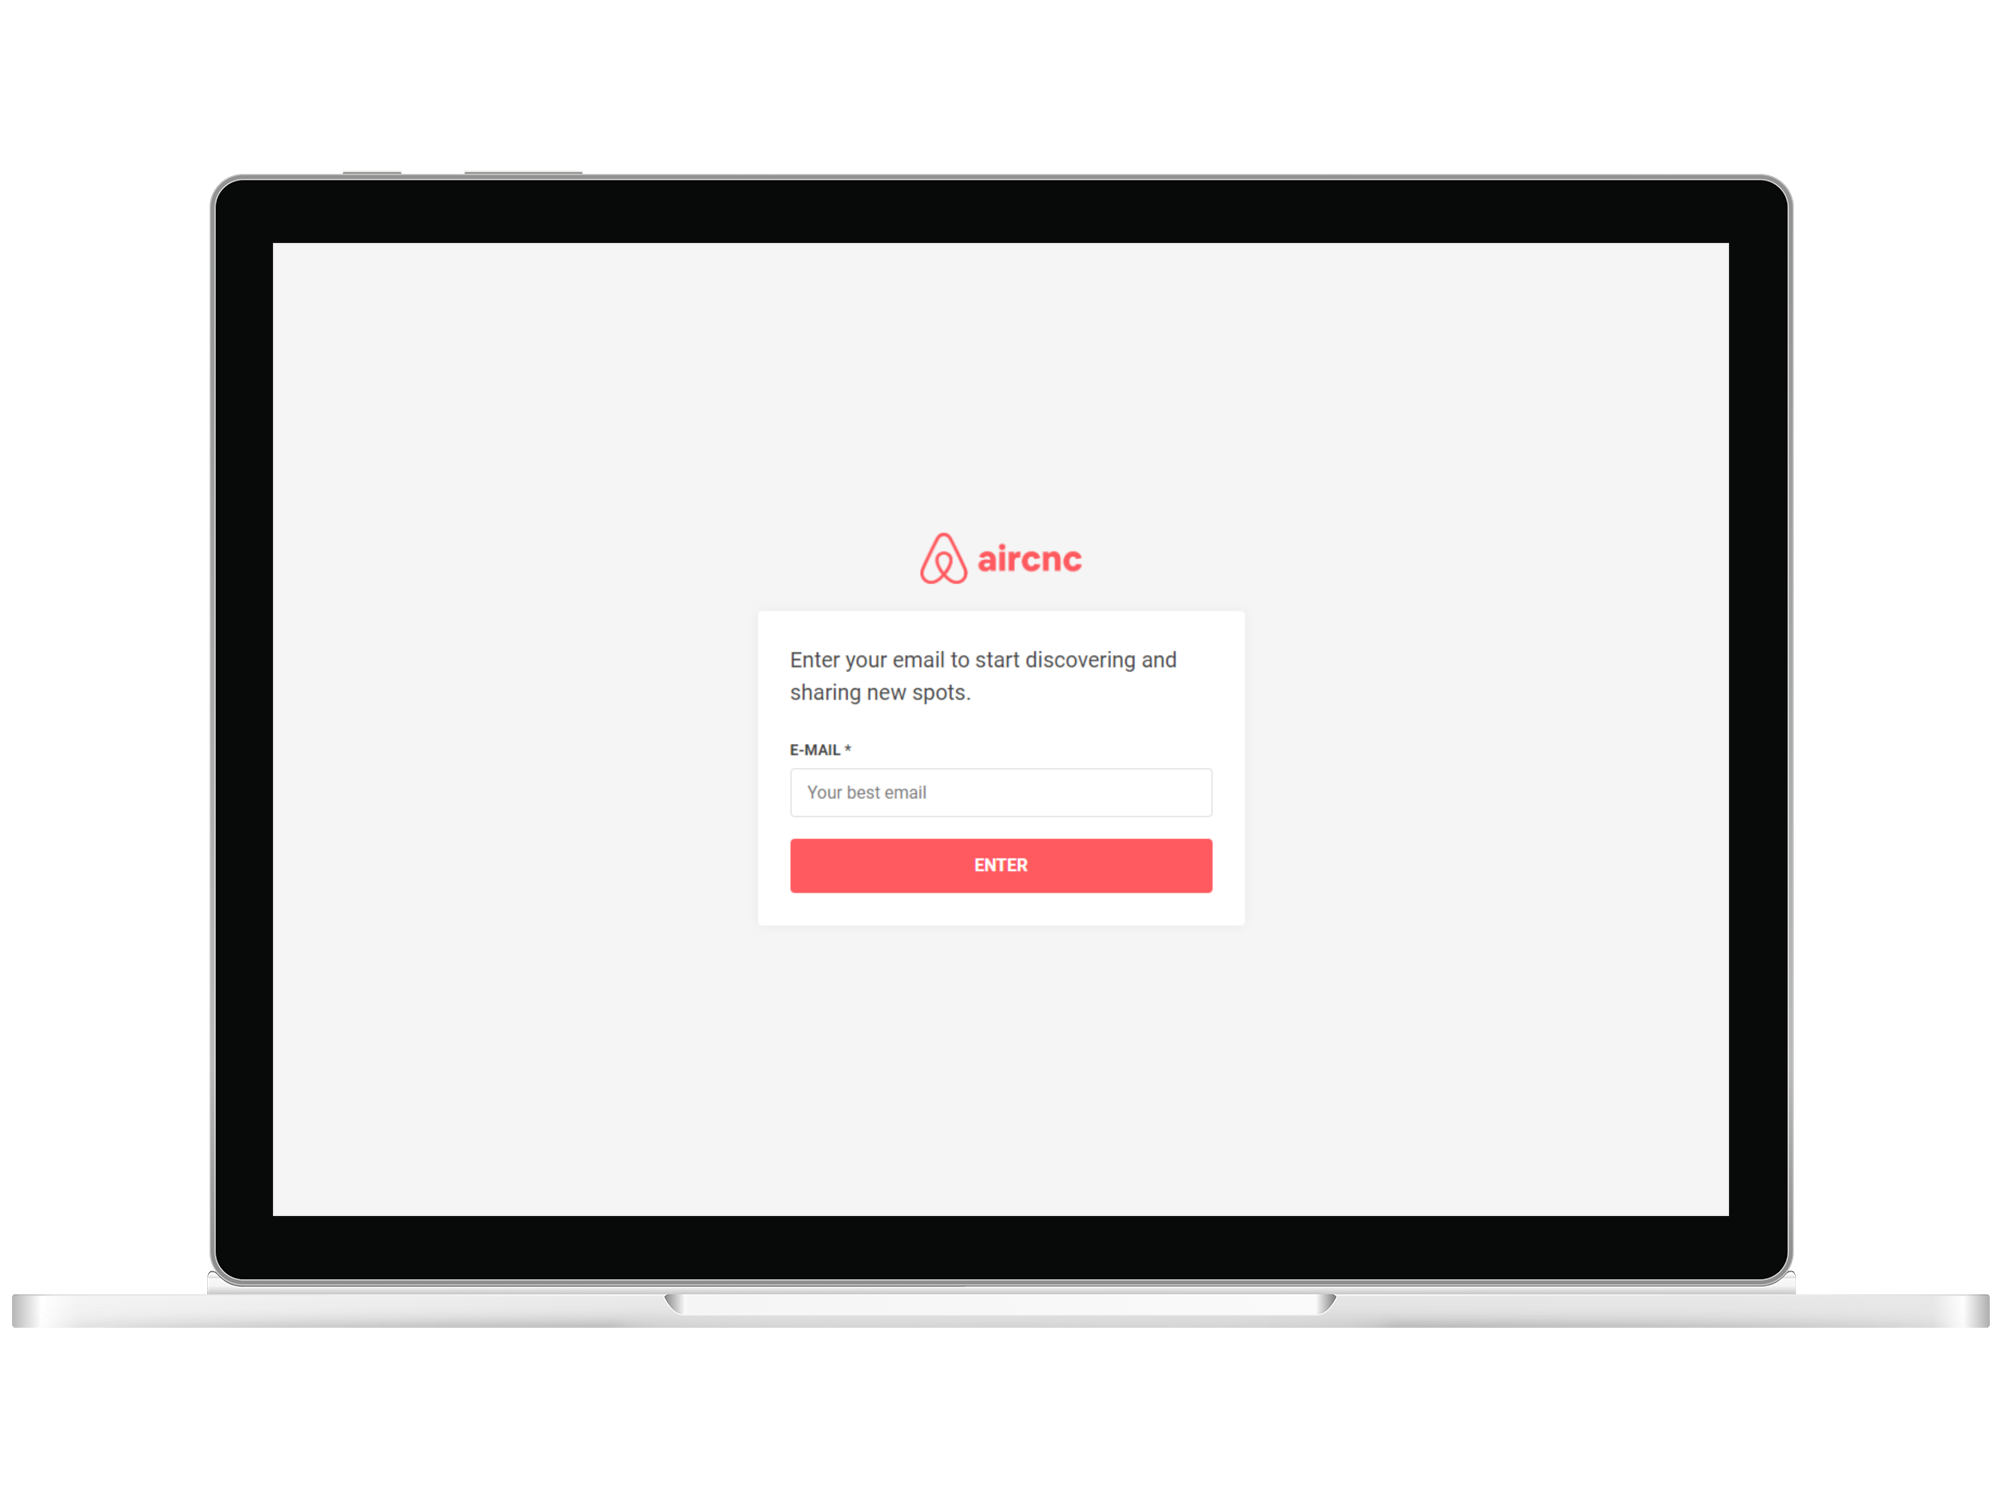 aircnc
Enter your email to start discovering and
sharing new spots.
E-MAIL *
Your best email
ENTER